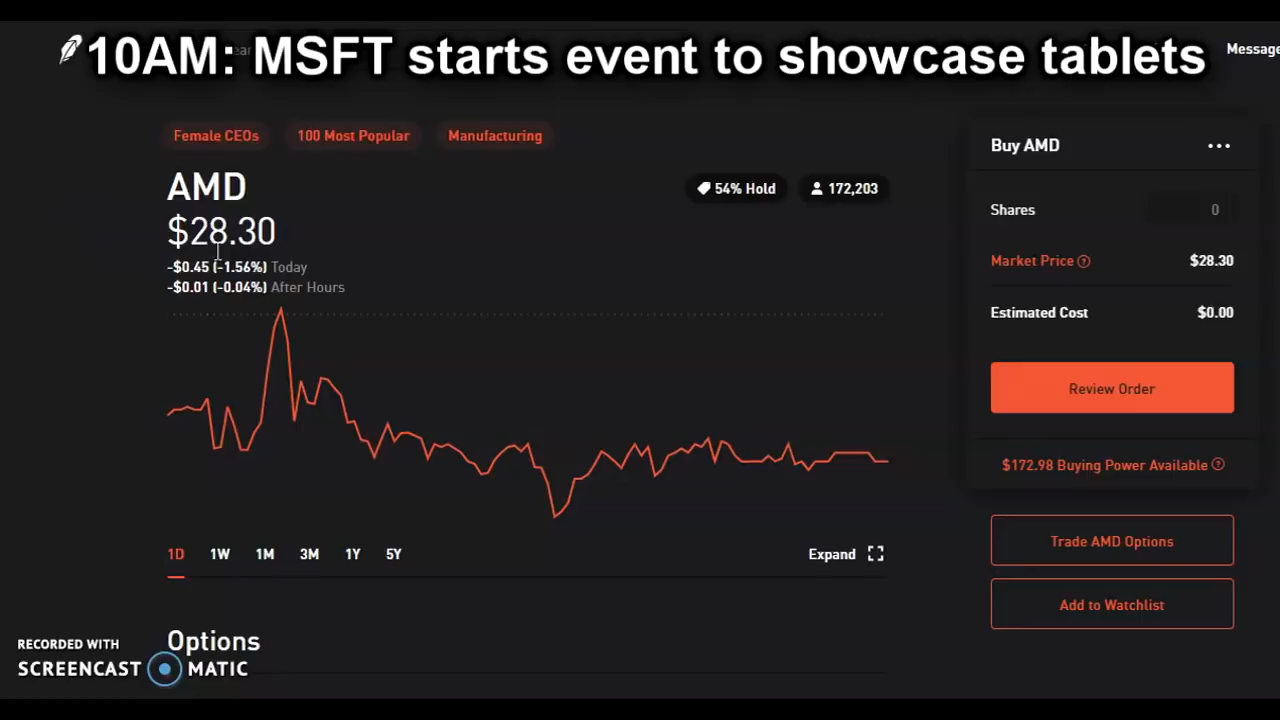 10AM: MSFT starts event to showcase tablets
Message
Female CEOs 100 Most Popular Manufacturing
AMD
54% Hold 172,203
$28.30
-$0.45 (-1.56%) Today
-$0.01 (-0.04%) After Hours
1D 1W 1M 3M 1Y 5Y
Expand
Options
Buy AMD
Shares 0
Market Price $28.30
Estimated Cost $0.00
Review Order
$172.98 Buying Power Available
Trade AMD Options
Add to Watchlist
RECORDED WITH
SCREENCAST MATIC